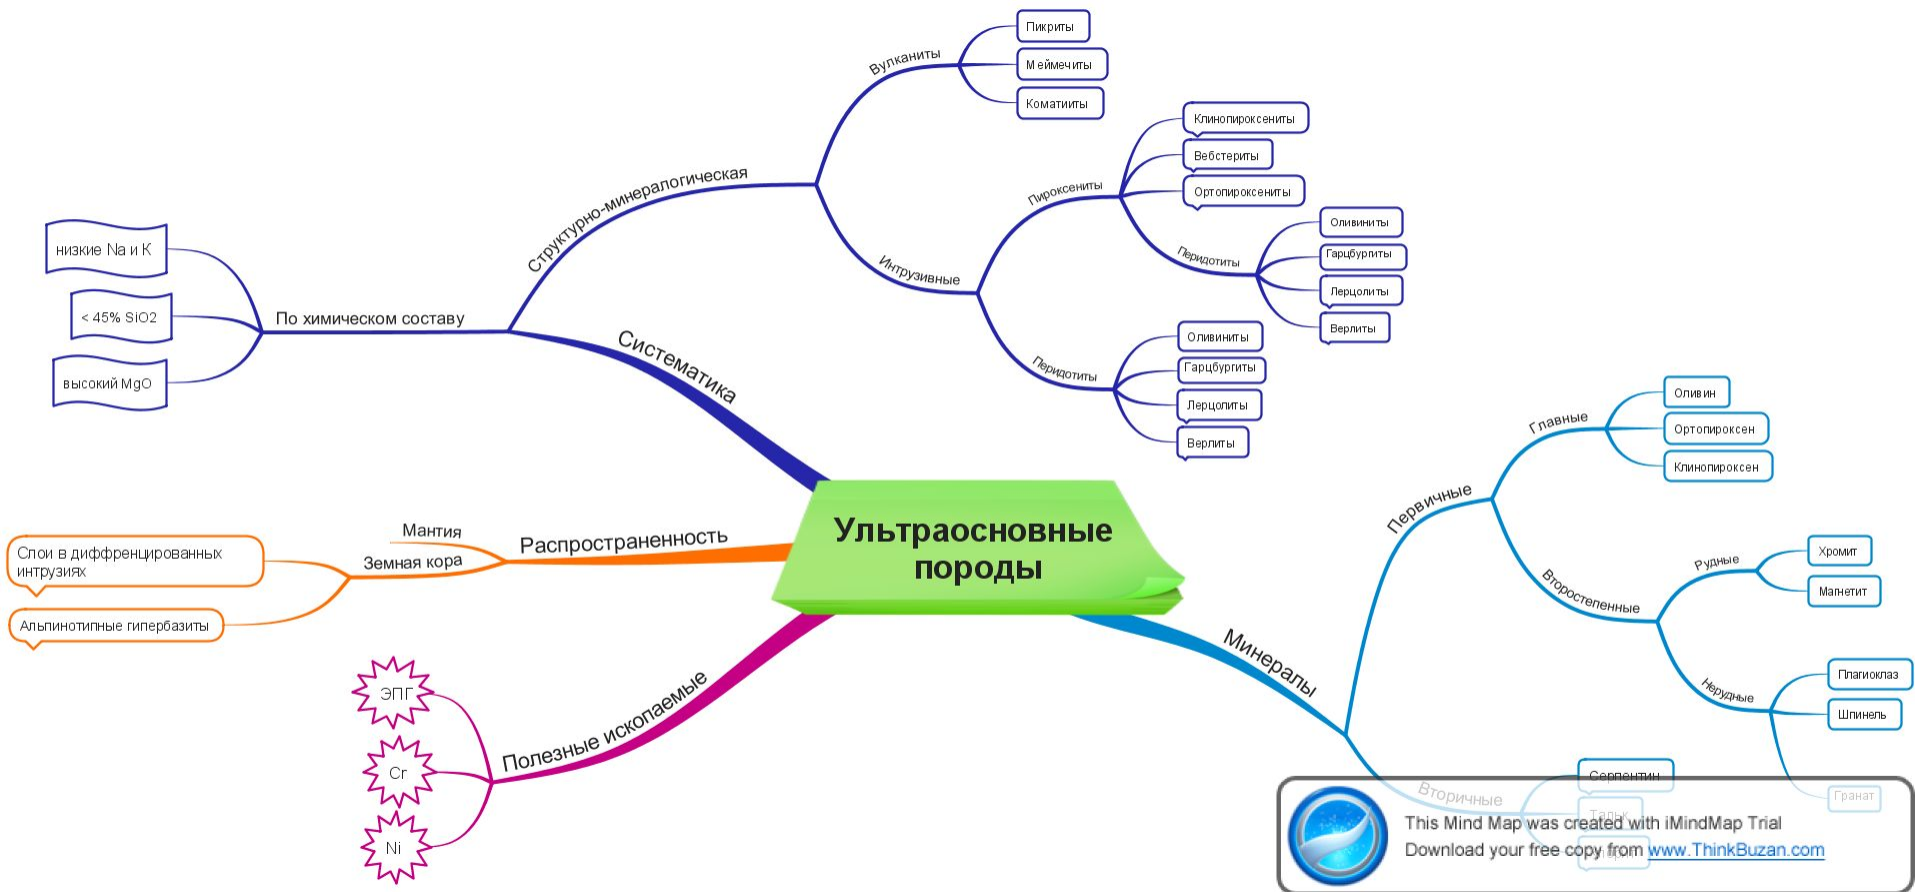 Ультраосновные
породы
Систематика
Структурно-минералогическая
Вулканиты
Пикриты
Меймечиты
Коматииты
Интрузивные
Пироксениты
Клинопироксениты
Вебстериты
Ортопироксениты
Перидотиты
Оливиниты
Гарцбургиты
Лерцолиты
Верлиты
Перидотиты
Оливиниты
Гарцбургиты
Лерцолиты
Верлиты
По химическом составу
низкие Na и K
< 45% SiO2
высокий MgO
Распространенность
Мантия
Земная кора
Слои в диффренцированных
интрузиях
Альпинотипные гипербазиты
Полезные ископаемые
ЭПГ
Cr
Ni
Минералы
Первичные
Главные
Оливин
Ортопироксен
Клинопироксен
Второстепенные
Рудные
Хромит
Магнетит
Нерудные
Плагиоклаз
Шпинель
Гранат
Вторичные
Серпентин
Тальк
This Mind Map was created with iMindMap Trial
Download your free copy from www.ThinkBuzan.com